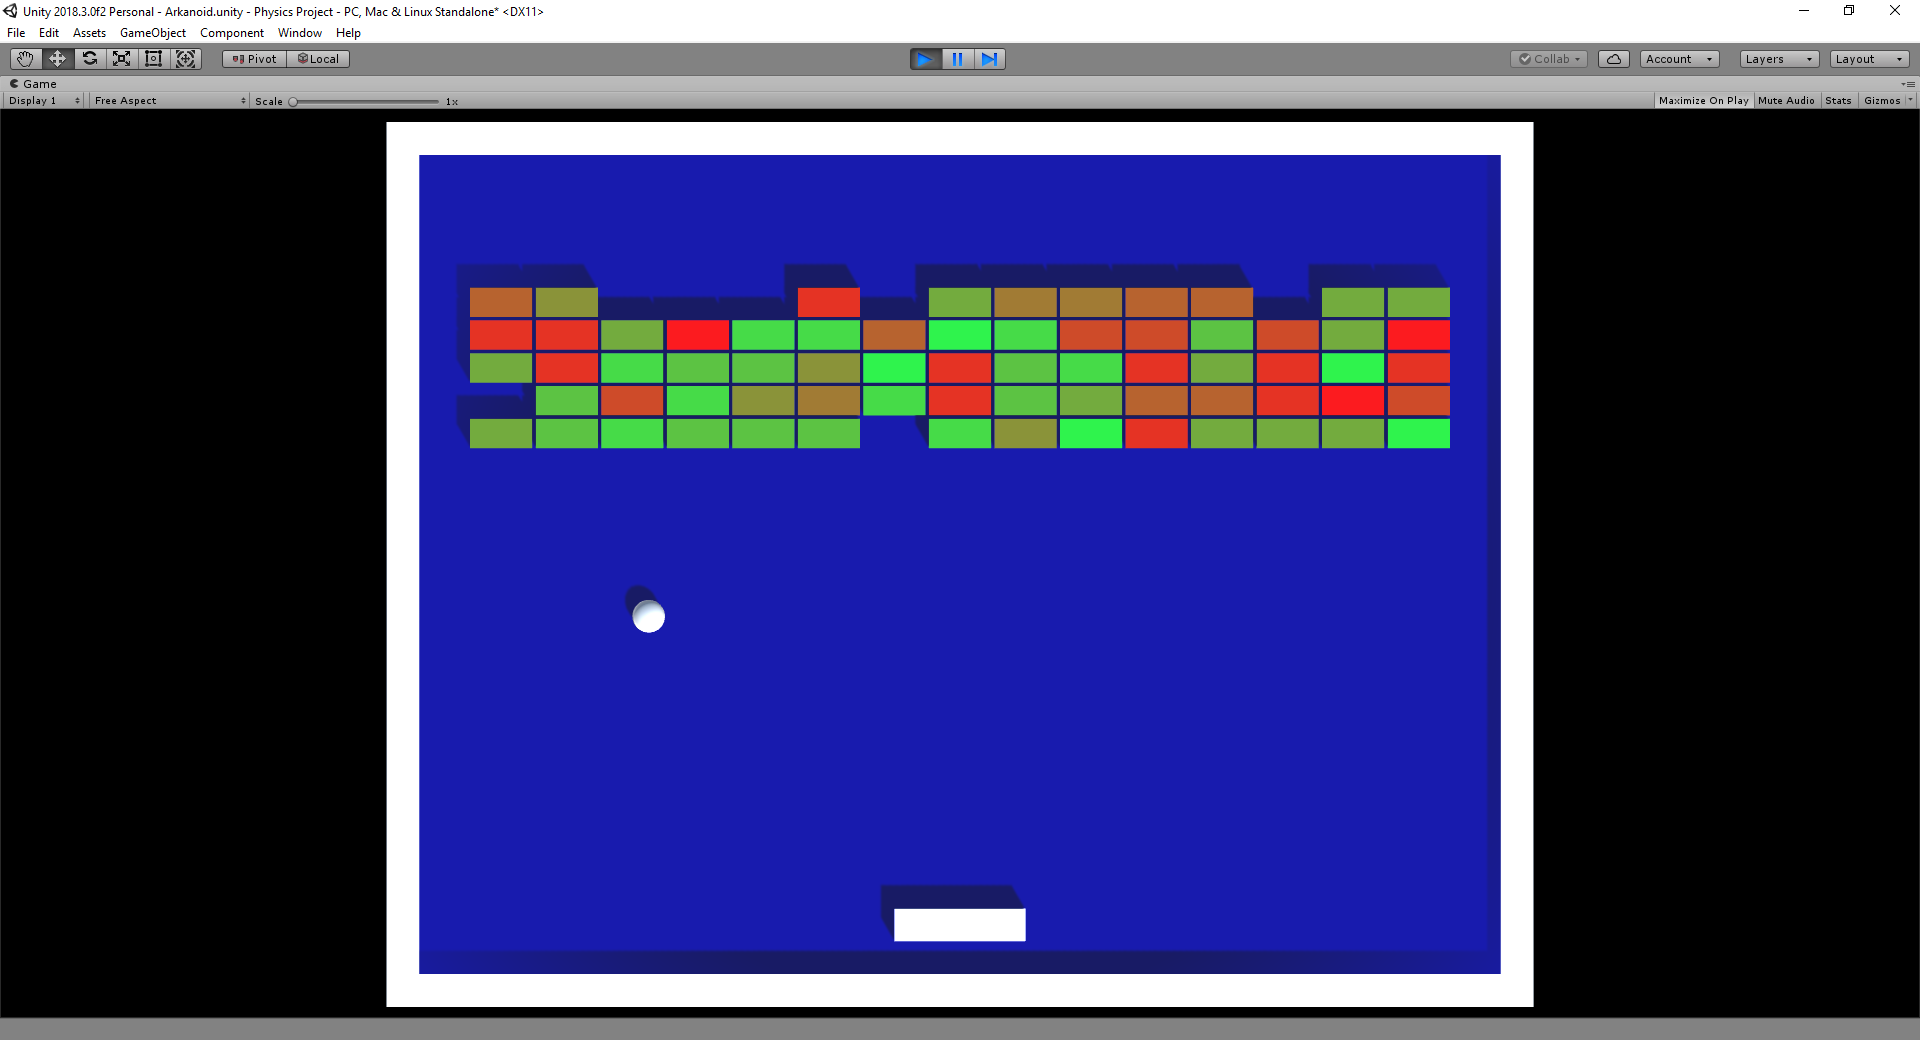 Unity 2018.3.0f2 Personal - Arkanoid.unity - Physics Project - PC, Mac & Linux Standalone* <DX11>
File Edit Assets GameObject Component Window Help
Pivot Local Collab Account Layers Layout
Game
Display 1 Free Aspect Scale 1x Maximize On Play Mute Audio Stats Gizmos